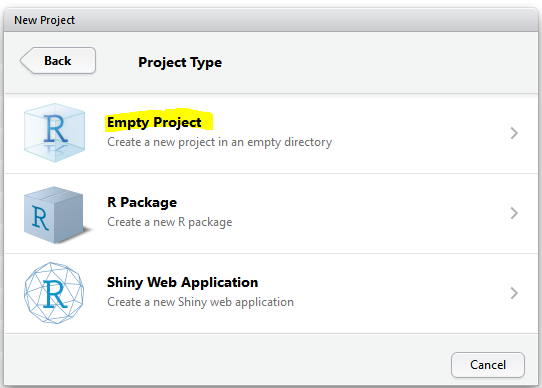 New Project
Back
Project Type
R
Empty Project
Create a new project in an empty directory
R
R Package
Create a new R package
R
Shiny Web Application
Create a new Shiny web application
Cancel